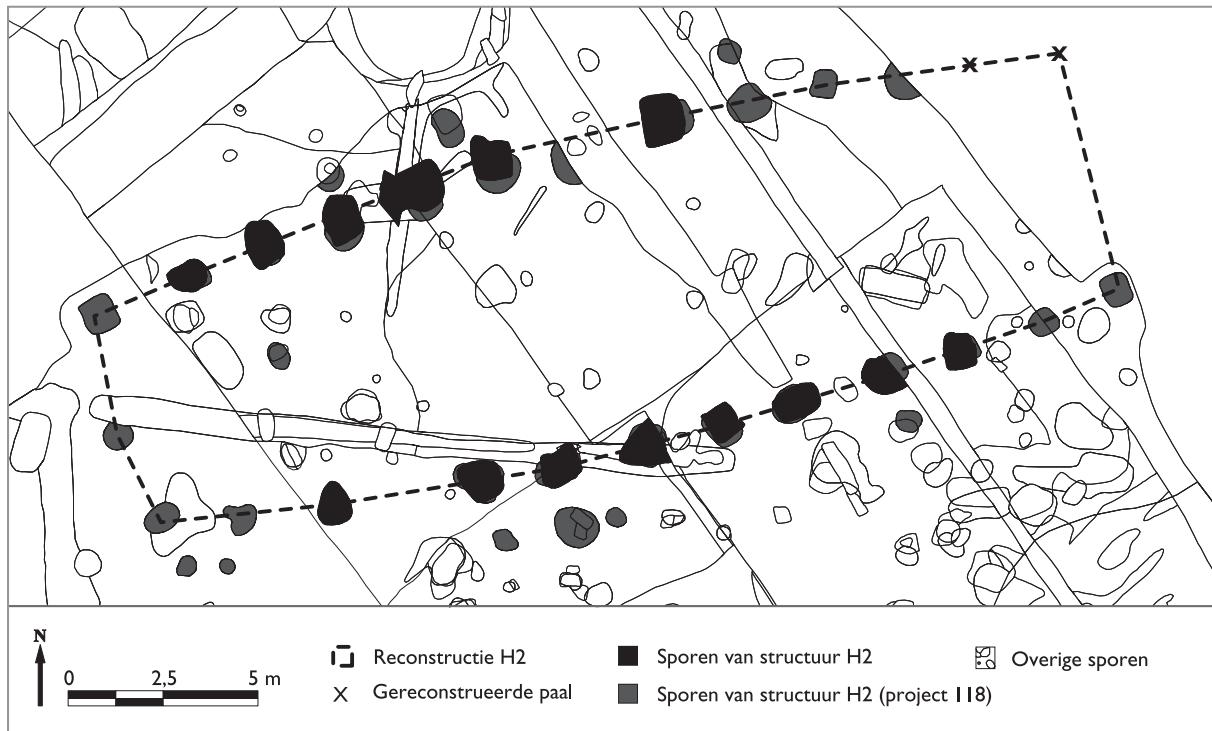 N
0 2,5 5 m
Reconstructie H2
X Gereconstrueerde paal
Sporen van structuur H2
Sporen van structuur H2 (project 118)
Overige sporen